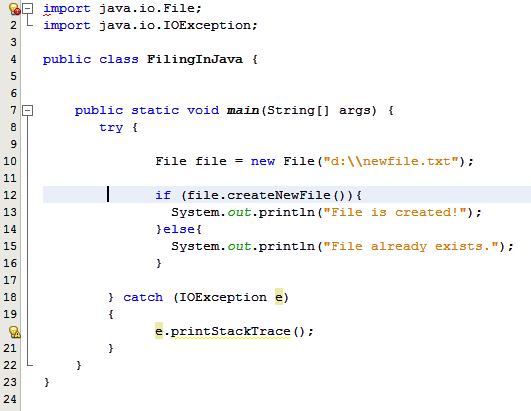 import java.io.File;
2 import java.io.IOException;
3
4 public class FilingInJava {
5
6
7 public static void main(String[] args) {
8 try {
9
10 File file = new File("d:\\newfile.txt");
11
12 if (file.createNewFile()){
13 System.out.println("File is created!");
14 }else{
15 System.out.println("File already exists.");
16 }
17
18 } catch (IOException e)
19 {
e.printStackTrace();
21 }
22 }
23 }
24